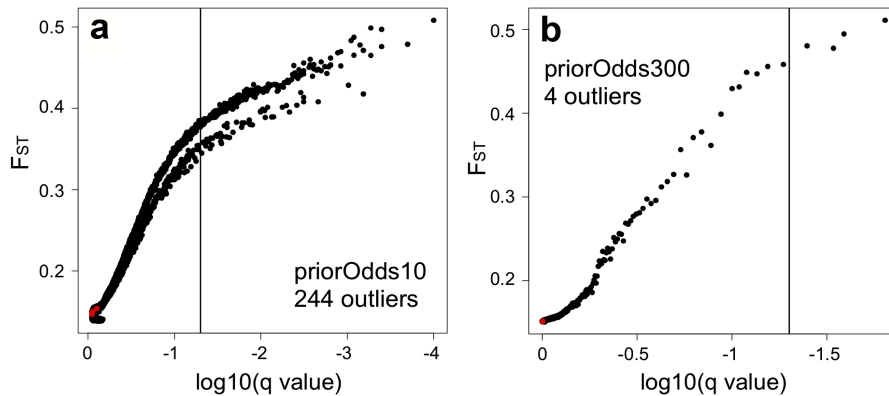 a
0.5
0.4
0.3
0.2
FST
priorOdds10
244 outliers
0
-1
-2
-3
-4
log10(q value)
b
priorOdds300
4 outliers
0.5
0.4
0.3
0.2
FST
0
-0.5
-1
-1.5
log10(q value)